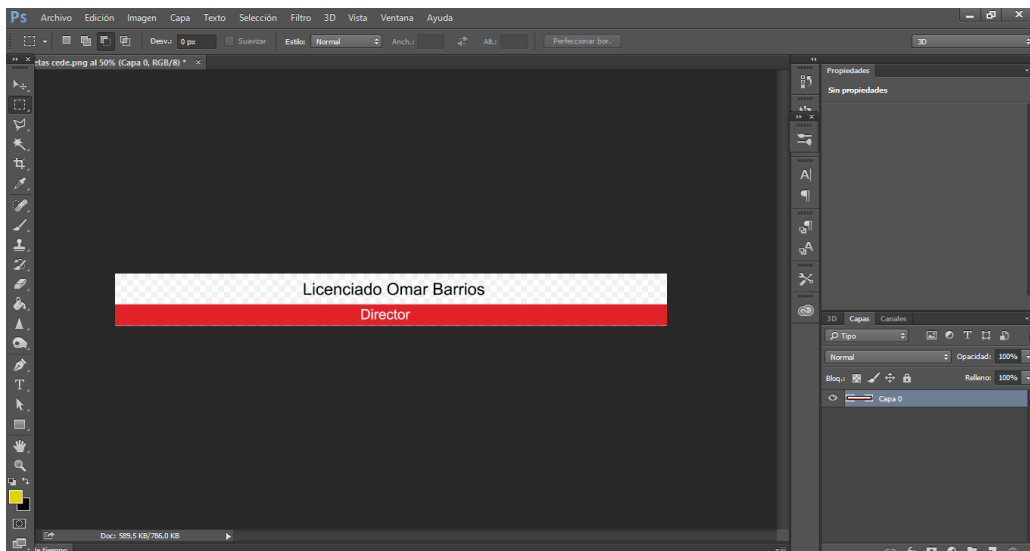 Ps Archivo Edición Imagen Capa Texto Selección Filtro 3D Vista Ventana Ayuda
Desv.: 0 px Suavizar Estilo: Normal Anch.: Alt.: Perfeccionar bor. 3D
etas cede.png al 50% (Capa 0, RGB/8) * ×
Propiedades
Sin propiedades
Licenciado Omar Barrios
Director
3D Capas Canales
Tipo
Normal Opacidad: 100%
Bloq.: Relleno: 100%
Capa 0
Doc: 589,5 KB/786,0 KB
de tiempo